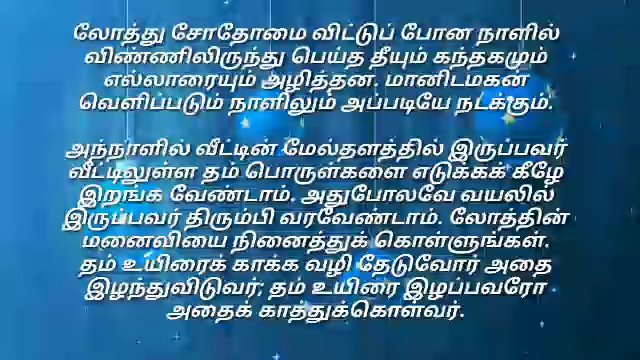 லோத்து சோதோமை விட்டுப் போன நாளில்
விண்ணிலிருந்து பெய்த தீயும் கந்தகமும்
எல்லாரையும் அழித்தன. மானிடமகன்
வெளிப்படும் நாளிலும் அப்படியே நடக்கும்.
அந்நாளில் வீட்டின் மேல்தளத்தில் இருப்பவர்
வீட்டிலுள்ள தம் பொருள்களை எடுக்கக் கீழே
இறங்க வேண்டாம். அதுபோலவே வயலில்
இருப்பவர் திரும்பி வரவேண்டாம். லோத்தின்
மனைவியை நினைத்துக் கொள்ளுங்கள்.
தம் உயிரைக் காக்க வழி தேடுவோர் அதை
இழந்துவிடுவர்; தம் உயிரை இழப்பவரோ
அதைக் காத்துக்கொள்வர்.